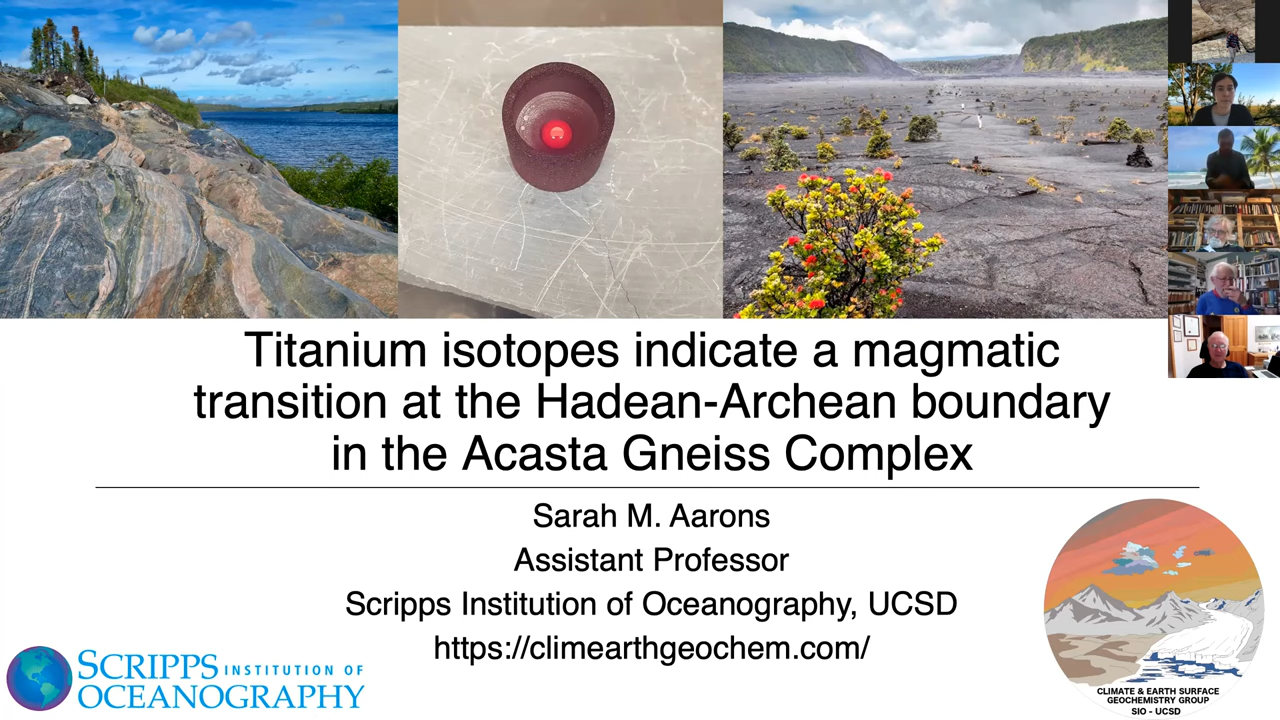 Titanium isotopes indicate a magmatic
transition at the Hadean-Archean boundary
in the Acasta Gneiss Complex
Sarah M. Aarons
Assistant Professor
Scripps Institution of Oceanography, UCSD
https://climearthgeochem.com/
SCRIPPS INSTITUTION OF
OCEANOGRAPHY
CLIMATE & EARTH SURFACE
GEOCHEMISTRY GROUP
SIO - UCSD